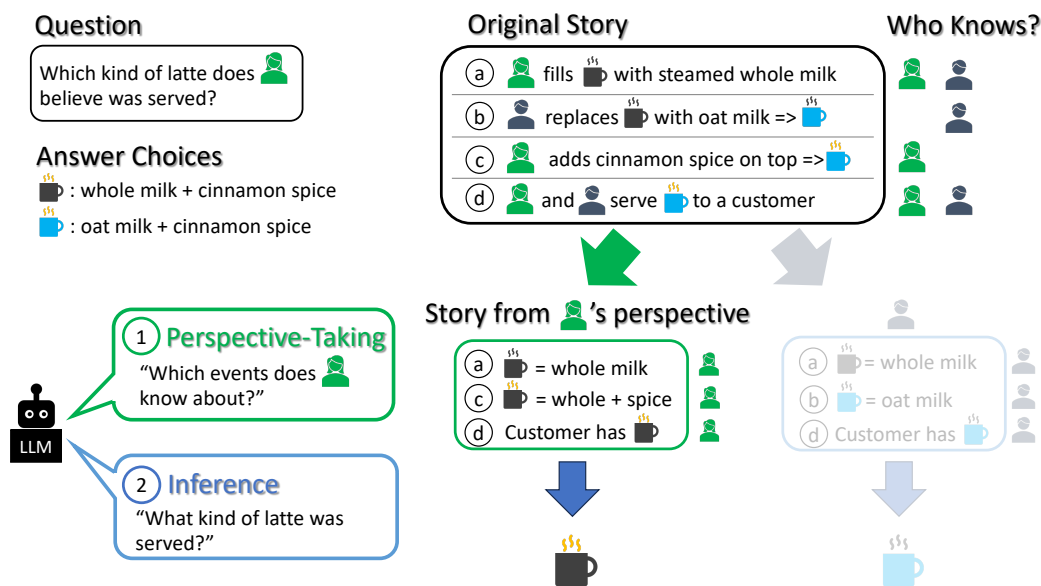 Question
Which kind of latte does
believe was served?
Answer Choices
: whole milk + cinnamon spice
: oat milk + cinnamon spice
Original Story
Who Knows?
a fills with steamed whole milk
b replaces with oat milk =>
c adds cinnamon spice on top =>
d and serve to a customer
1 Perspective-Taking
"Which events does
know about?"
LLM
2 Inference
"What kind of latte was
served?"
Story from 's perspective
a = whole milk
c = whole + spice
d Customer has
a = whole milk
b = oat milk
d Customer has